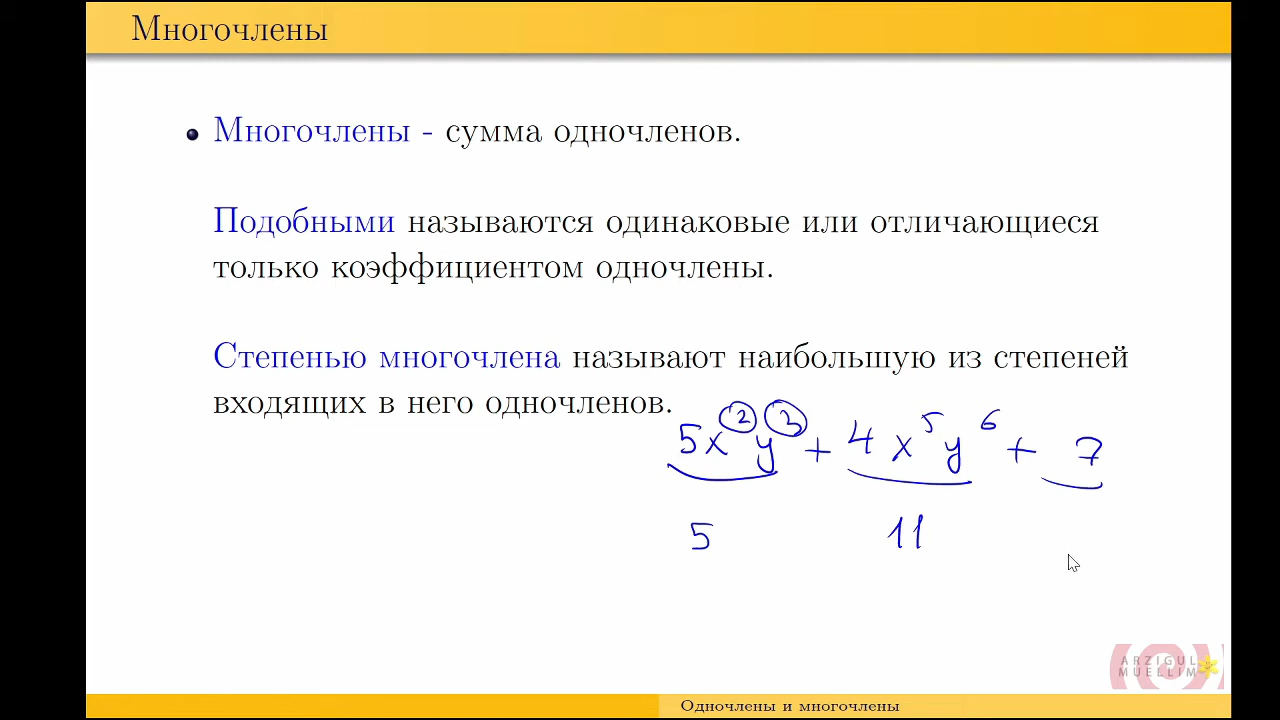 Многочлены
Многочлены - сумма одночленов.
Подобными называются одинаковые или отличающиеся
только коэффициентом одночлены.
Степенью многочлена называют наибольшую из степеней
входящих в него одночленов.
5x²y³ + 4x⁵y⁶ + 7
5 11
ARZIGUL
MUELLIM
Одночлены и многочлены